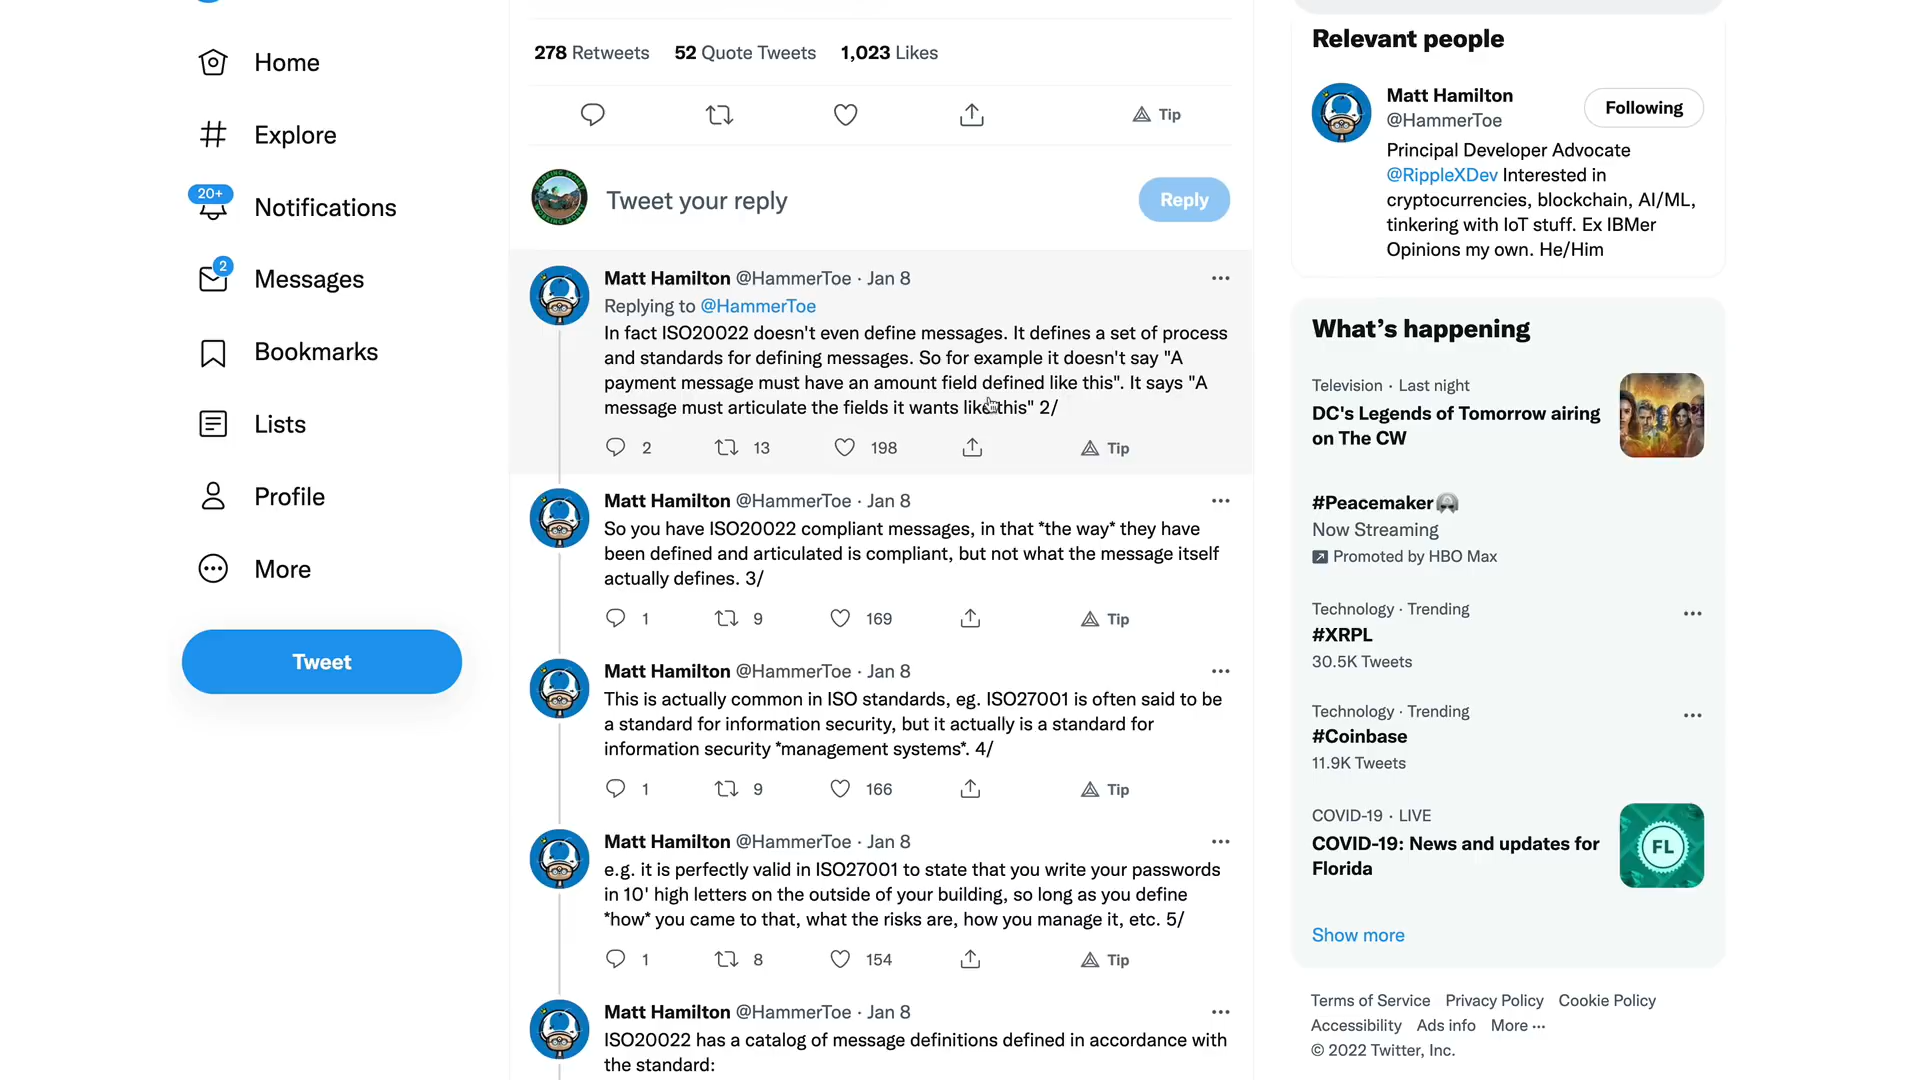 Home
Explore
20+
Notifications
2
Messages
Bookmarks
Lists
Profile
More
Tweet
278 Retweets 52 Quote Tweets 1,023 Likes
Tip
Tweet your reply
Reply
Matt Hamilton @HammerToe · Jan 8
Replying to @HammerToe
In fact ISO20022 doesn't even define messages. It defines a set of process
and standards for defining messages. So for example it doesn't say "A
payment message must have an amount field defined like this". It says "A
message must articulate the fields it wants like this" 2/
2 13 198 Tip
Matt Hamilton @HammerToe · Jan 8
So you have ISO20022 compliant messages, in that *the way* they have
been defined and articulated is compliant, but not what the message itself
actually defines. 3/
1 9 169 Tip
Matt Hamilton @HammerToe · Jan 8
This is actually common in ISO standards, eg. ISO27001 is often said to be
a standard for information security, but it actually is a standard for
information security *management systems*. 4/
1 9 166 Tip
Matt Hamilton @HammerToe · Jan 8
e.g. it is perfectly valid in ISO27001 to state that you write your passwords
in 10' high letters on the outside of your building, so long as you define
*how* you came to that, what the risks are, how you manage it, etc. 5/
1 8 154 Tip
Matt Hamilton @HammerToe · Jan 8
ISO20022 has a catalog of message definitions defined in accordance with
the standard:
Relevant people
Matt Hamilton
@HammerToe
Following
Principal Developer Advocate
@RippleXDev Interested in
cryptocurrencies, blockchain, AI/ML,
tinkering with IoT stuff. Ex IBMer
Opinions my own. He/Him
What's happening
Television · Last night
DC's Legends of Tomorrow airing
on The CW
#Peacemaker
Now Streaming
Promoted by HBO Max
Technology · Trending
#XRPL
30.5K Tweets
Technology · Trending
#Coinbase
11.9K Tweets
COVID-19 · LIVE
COVID-19: News and updates for
Florida
FL
Show more
Terms of Service Privacy Policy Cookie Policy
Accessibility Ads info More ···
© 2022 Twitter, Inc.